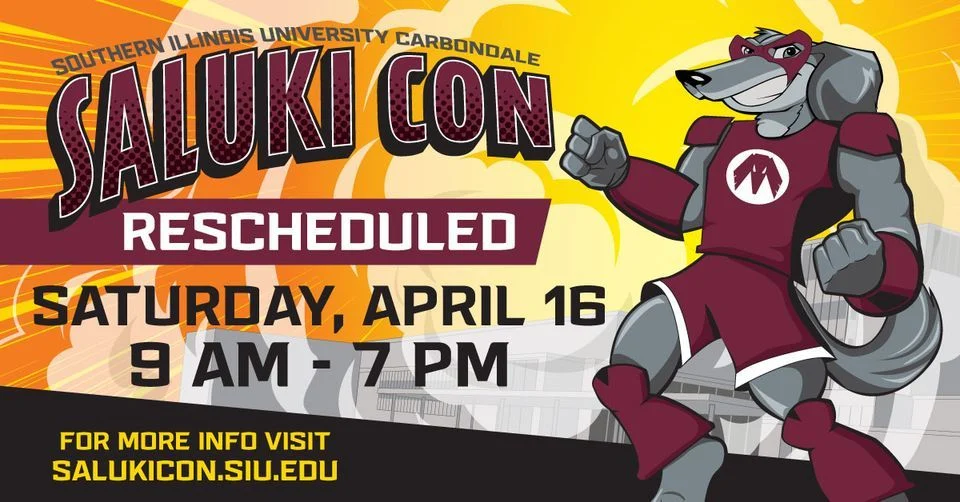 SOUTHERN ILLINOIS UNIVERSITY CARBONDALE
SALUKI CON
RESCHEDULED
SATURDAY, APRIL 16
9 AM - 7 PM
FOR MORE INFO VISIT
SALUKICON.SIU.EDU